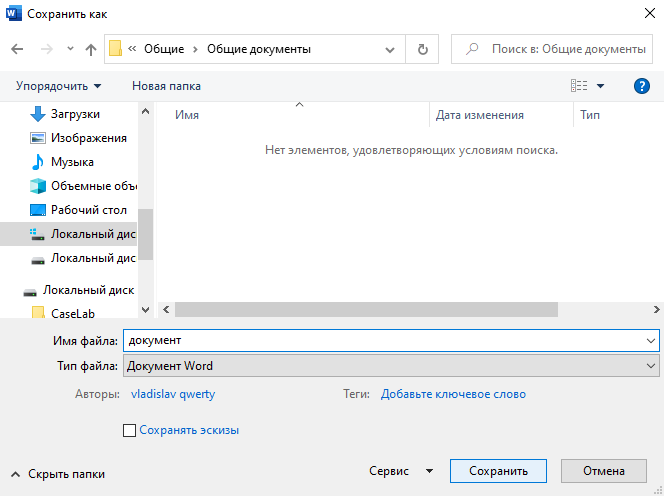 Сохранить как
Общие Общие документы
Поиск в: Общие документы
Упорядочить Новая папка
Имя Дата изменения Тип
Нет элементов, удовлетворяющих условиям поиска.
Загрузки
Изображения
Музыка
Объемные объ
Рабочий стол
Локальный дис
Локальный дис
Локальный диск
CaseLab
Имя файла: документ
Тип файла: Документ Word
Авторы: vladislav qwerty Теги: Добавьте ключевое слово
Сохранять эскизы
Скрыть папки Сервис Сохранить Отмена